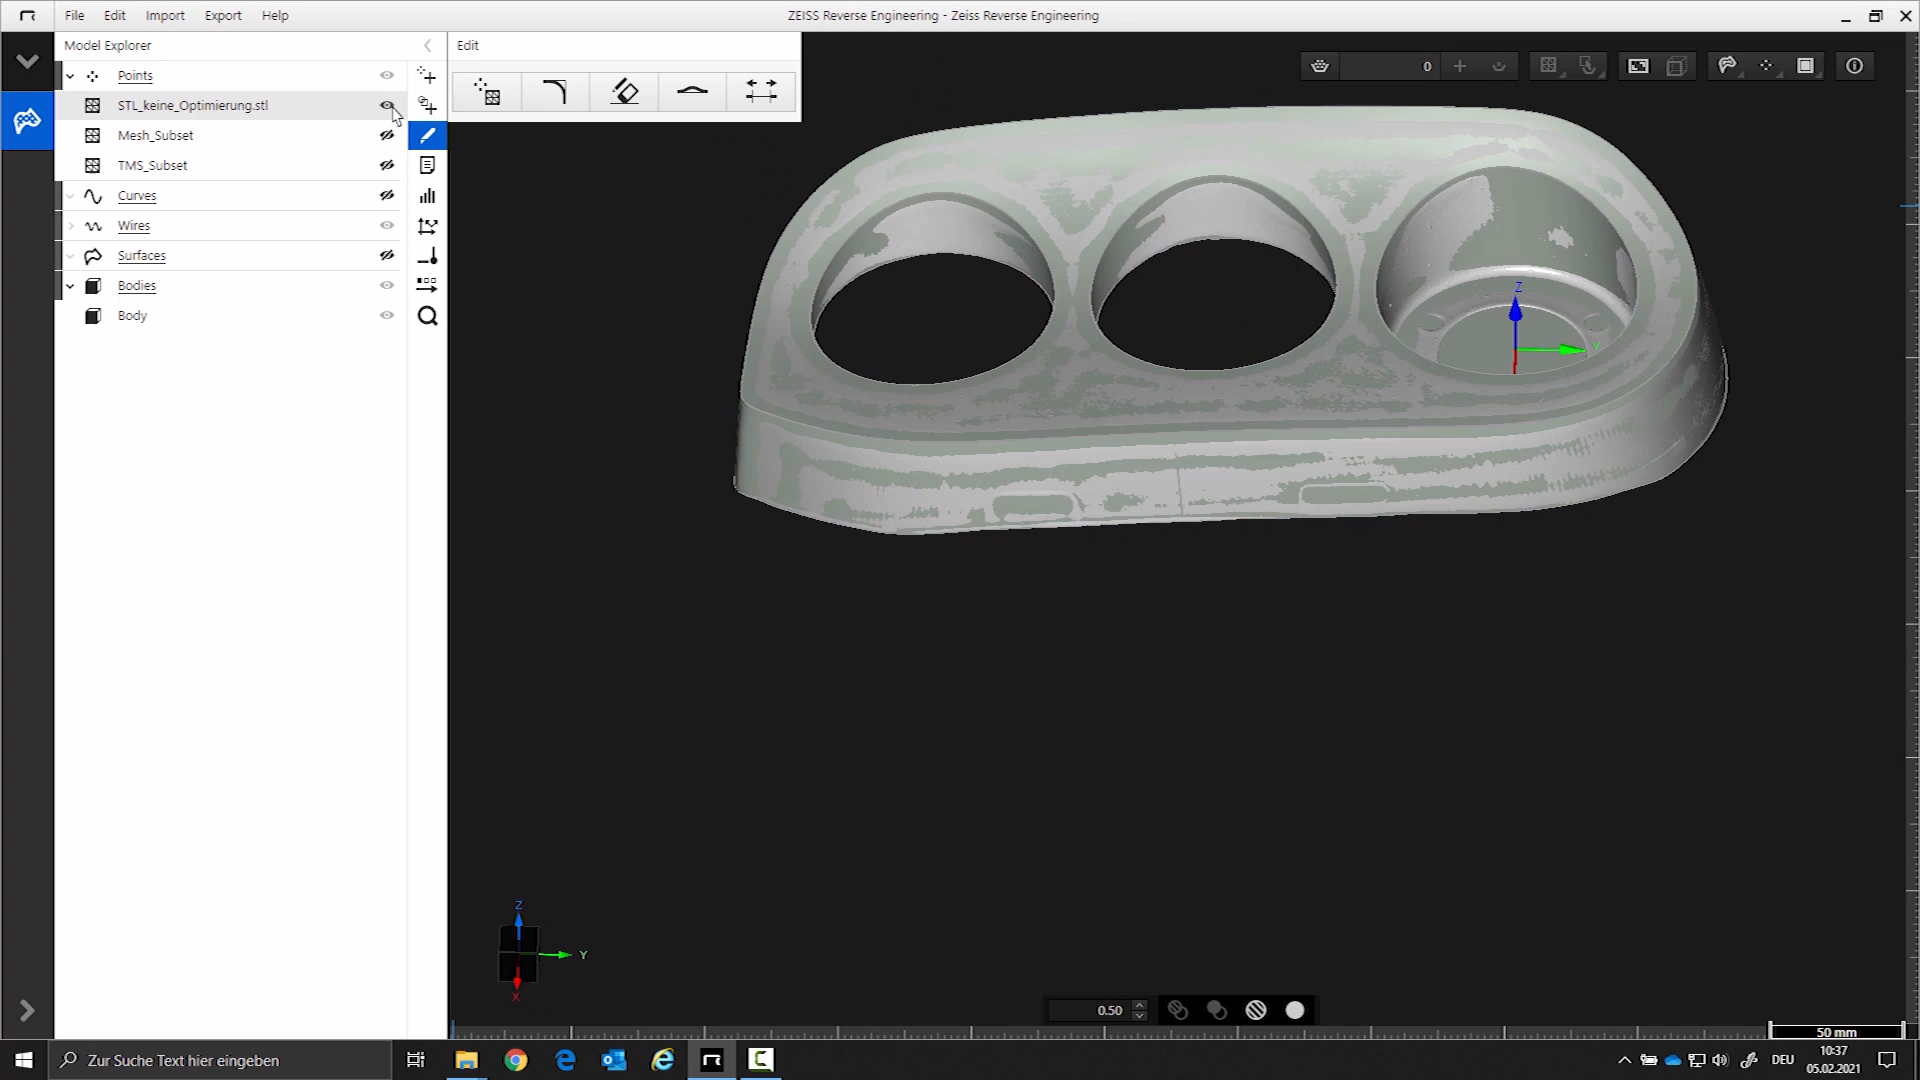 File Edit Import Export Help
ZEISS Reverse Engineering - Zeiss Reverse Engineering
Model Explorer
Edit
Points
STL_keine_Optimierung.stl
Mesh_Subset
TMS_Subset
Curves
Wires
Surfaces
Bodies
Body
0
Z
Y
Z
Y
X
0.50
50 mm
Zur Suche Text hier eingeben
DEU
10:37
05.02.2021